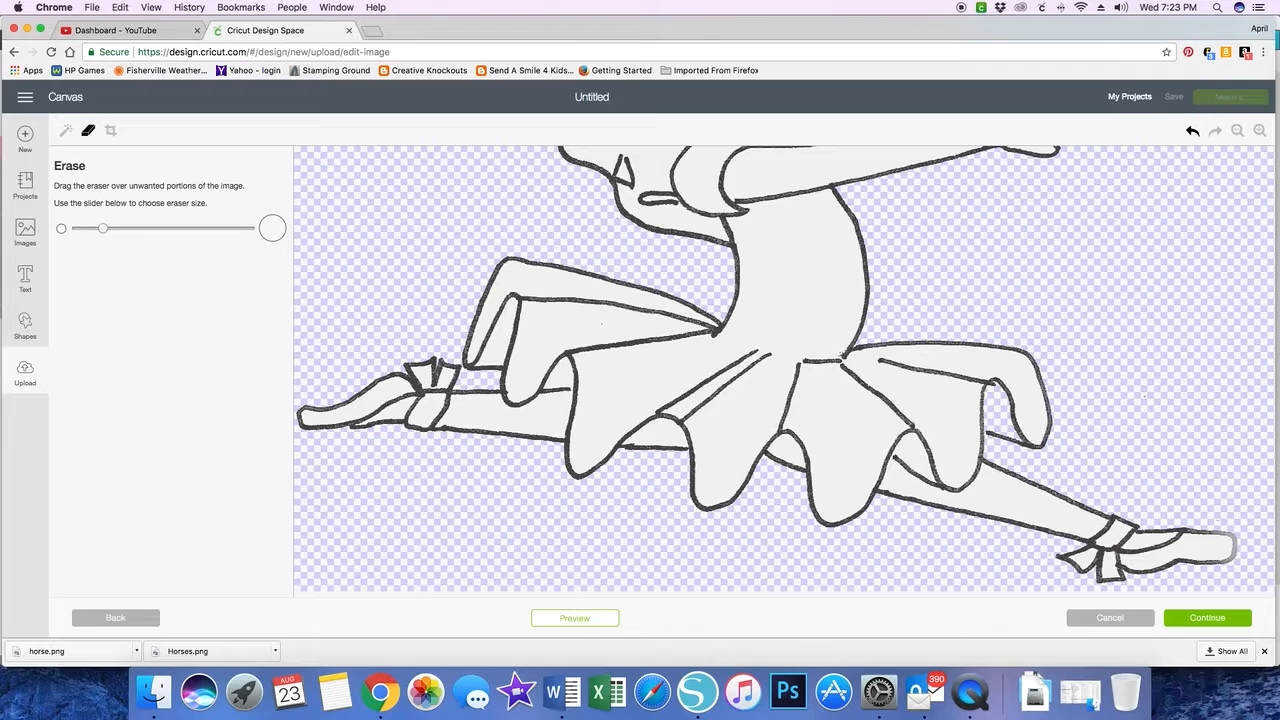 Chrome File Edit View History Bookmarks People Window Help Wed 7:23 PM
Dashboard - YouTube Cricut Design Space April
Secure https://design.cricut.com/#/design/new/upload/edit-image
Apps HP Games Fisherville Weather... Yahoo - login Stamping Ground Creative Knockouts Send A Smile 4 Kids... Getting Started Imported From Firefox
Canvas Untitled My Projects Save
New
Projects
Images
Text
Shapes
Upload
Erase
Drag the eraser over unwanted portions of the image.
Use the slider below to choose eraser size.
Back Preview Cancel Continue
horse.png Horses.png Show All
AUG
23
W X S Ps 390